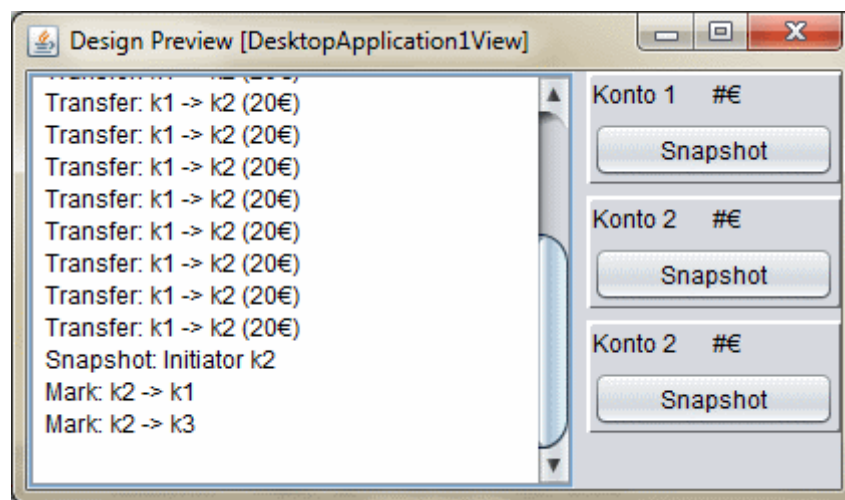 Design Preview [DesktopApplication1View]
Transfer: k1 -> k2 (20€)
Transfer: k1 -> k2 (20€)
Transfer: k1 -> k2 (20€)
Transfer: k1 -> k2 (20€)
Transfer: k1 -> k2 (20€)
Transfer: k1 -> k2 (20€)
Transfer: k1 -> k2 (20€)
Transfer: k1 -> k2 (20€)
Snapshot: Initiator k2
Mark: k2 -> k1
Mark: k2 -> k3
Konto 1 #€
Snapshot
Konto 2 #€
Snapshot
Konto 2 #€
Snapshot